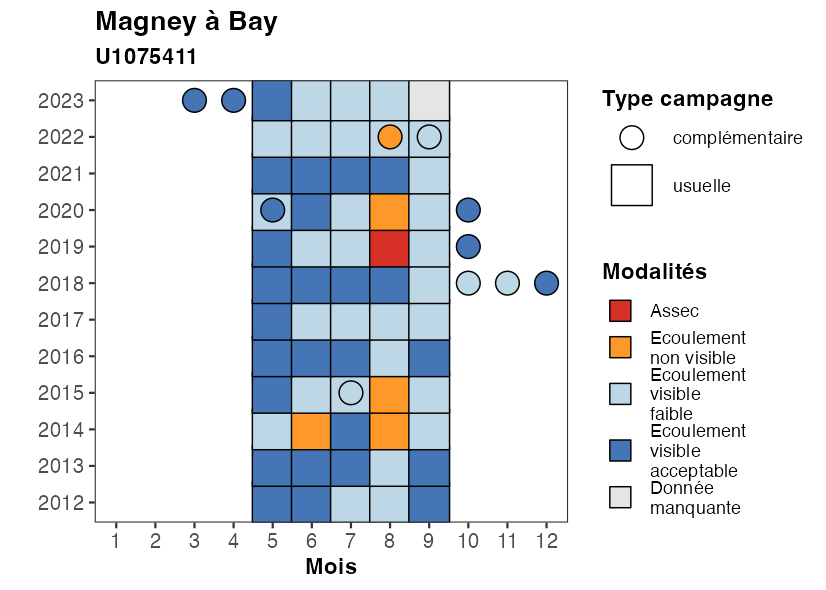 Magney à Bay
U1075411
2023
2022
2021
2020
2019
2018
2017
2016
2015
2014
2013
2012
1 2 3 4 5 6 7 8 9 10 11 12
Mois
Type campagne
complémentaire
usuelle
Modalités
Assec
Ecoulement
non visible
Ecoulement
visible
faible
Ecoulement
visible
acceptable
Donnée
manquante